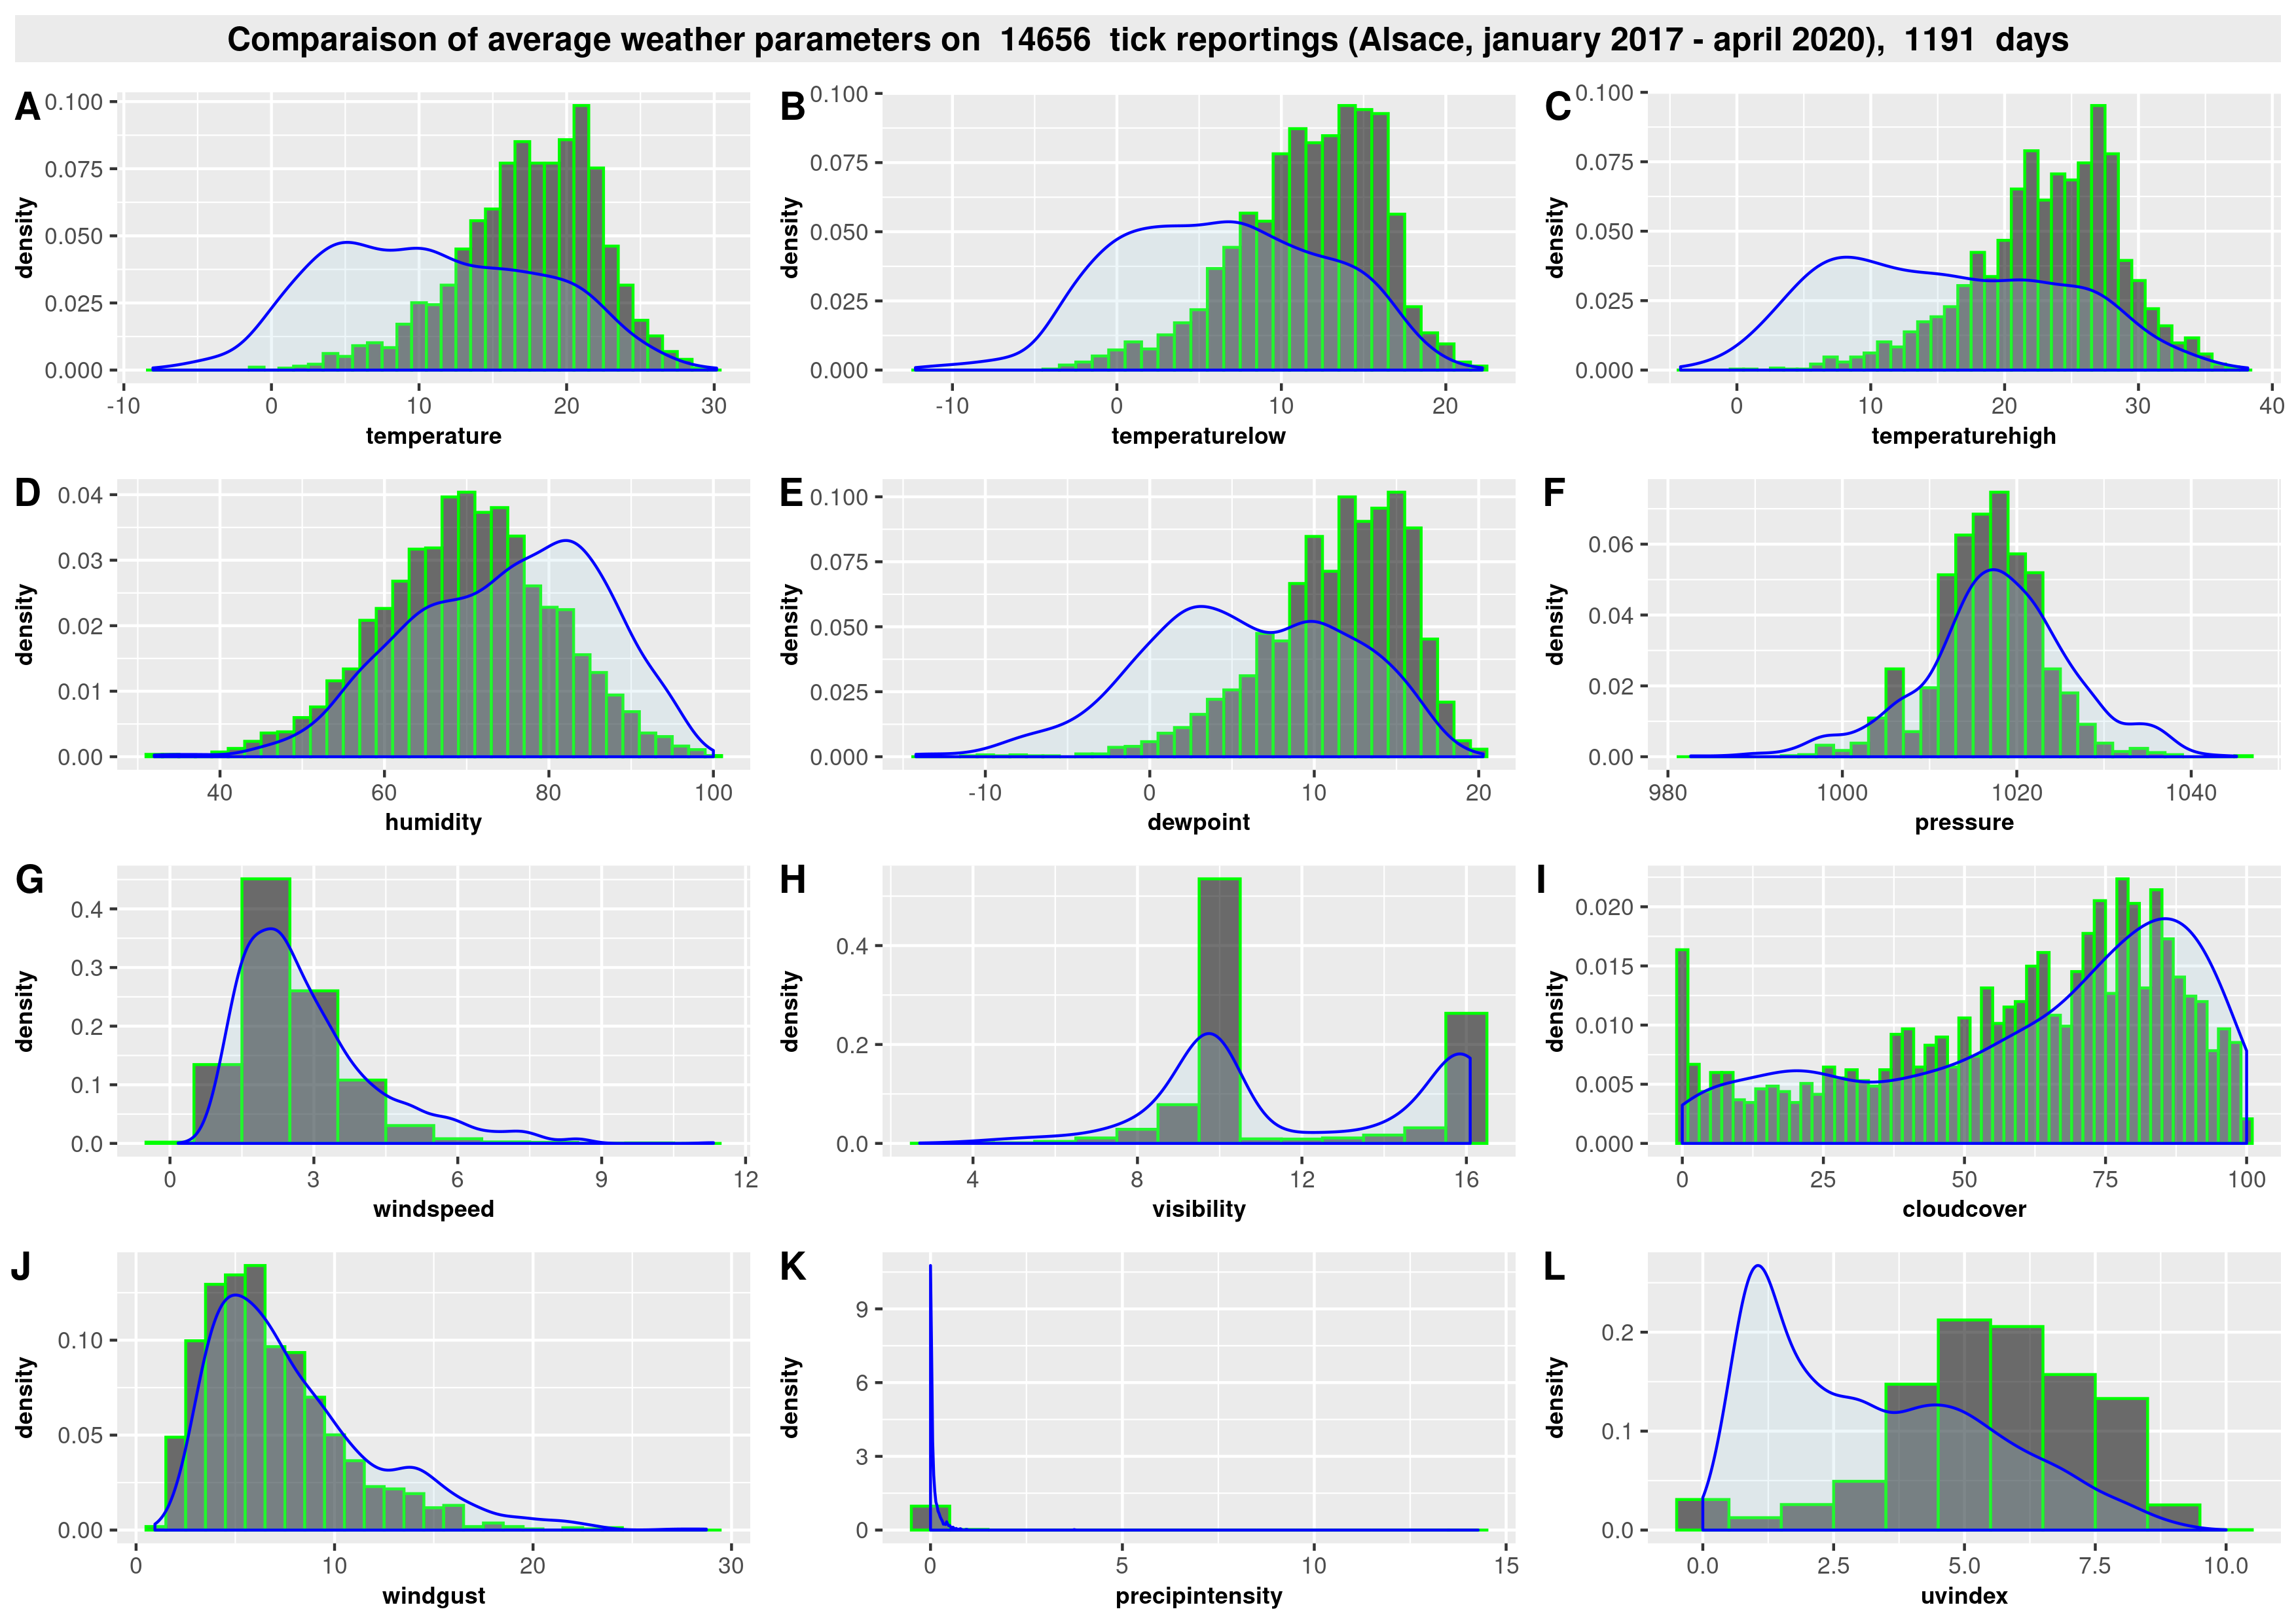 Comparaison of average weather parameters on 14656 tick reportings (Alsace, january 2017 - april 2020), 1191 days
A
density
0.100
0.075
0.050
0.025
0.000
-10 0 10 20 30
temperature
B
density
0.100
0.075
0.050
0.025
0.000
-10 0 10 20
temperaturelow
C
density
0.100
0.075
0.050
0.025
0.000
0 10 20 30 40
temperaturehigh
D
density
0.04
0.03
0.02
0.01
0.00
40 60 80 100
humidity
E
density
0.100
0.075
0.050
0.025
0.000
-10 0 10 20
dewpoint
F
density
0.06
0.04
0.02
0.00
980 1000 1020 1040
pressure
G
density
0.4
0.3
0.2
0.1
0.0
0 3 6 9 12
windspeed
H
density
0.4
0.2
0.0
4 8 12 16
visibility
I
density
0.020
0.015
0.010
0.005
0.000
0 25 50 75 100
cloudcover
J
density
0.10
0.05
0.00
0 10 20 30
windgust
K
density
9
6
3
0
0 5 10 15
precipintensity
L
density
0.2
0.1
0.0
0.0 2.5 5.0 7.5 10.0
uvindex